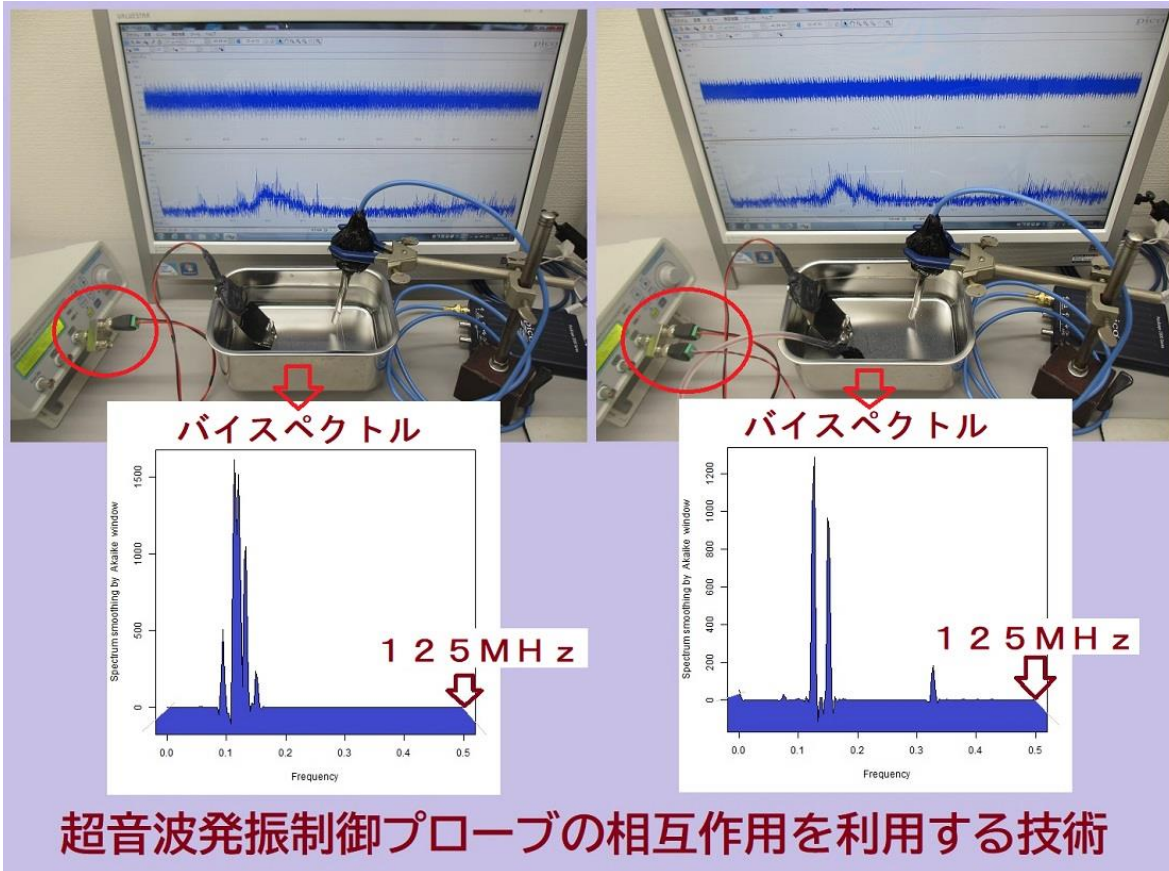 VALUESTAR
pico
pico
バイスペクトル
バイスペクトル
Spectrum smoothing by Akaike window
1500
1000
500
0
0.0 0.1 0.2 0.3 0.4 0.5
Frequency
125MHz
Spectrum smoothing by Akaike window
1200
1000
800
600
400
200
0
0.0 0.1 0.2 0.3 0.4 0.5
Frequency
125MHz
超音波発振制御プローブの相互作用を利用する技術